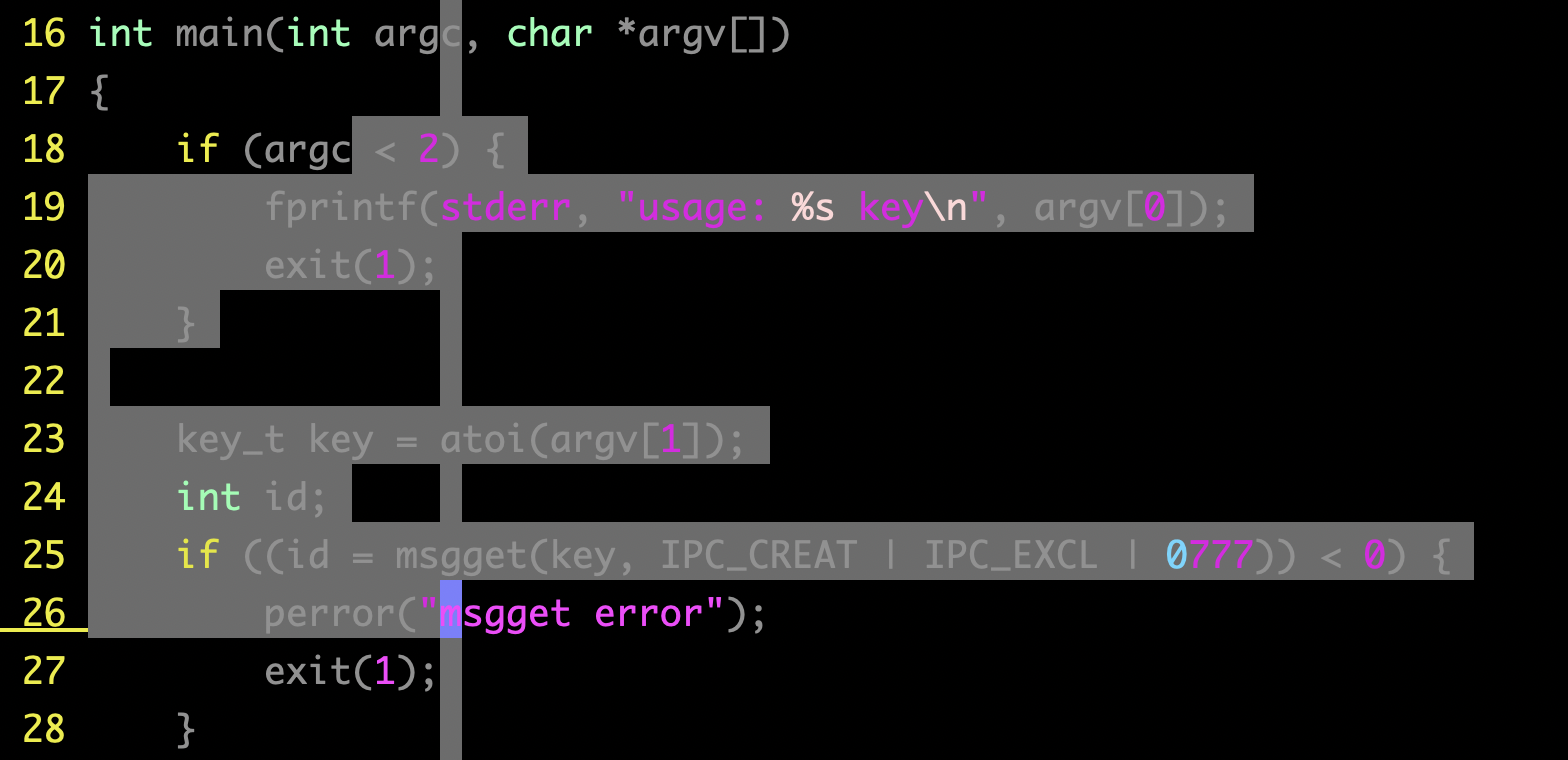 16 int main(int argc, char *argv[])
17 {
18     if (argc < 2) {
19         fprintf(stderr, "usage: %s key\n", argv[0]);
20         exit(1);
21     }
22
23     key_t key = atoi(argv[1]);
24     int id;
25     if ((id = msgget(key, IPC_CREAT | IPC_EXCL | 0777)) < 0) {
26         perror("msgget error");
27         exit(1);
28     }